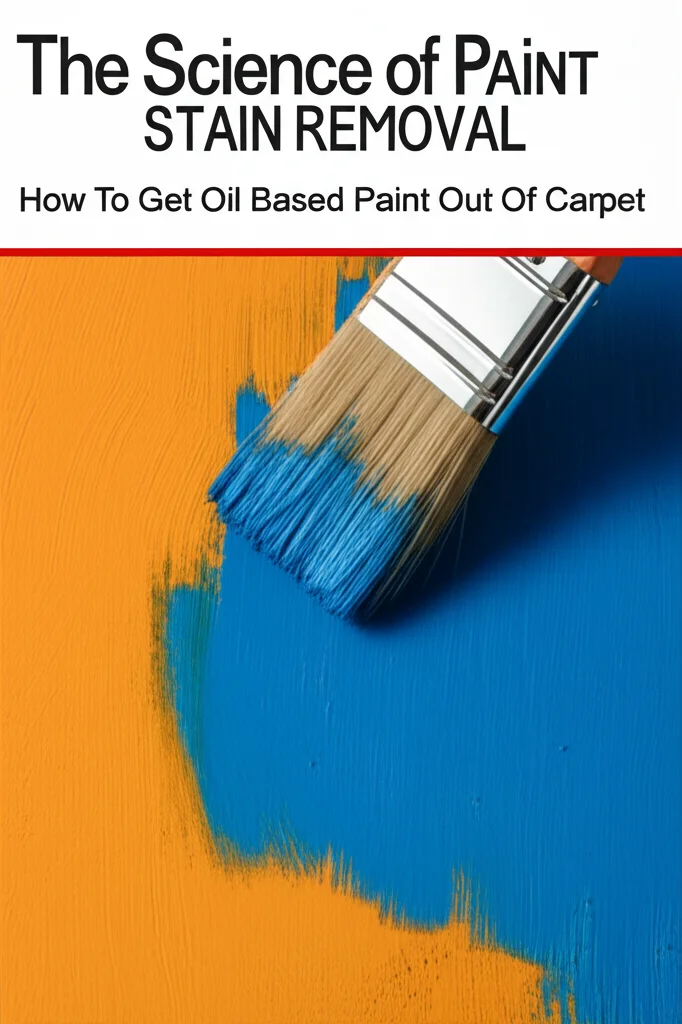 The Science of PAINT
STAIN REMOVAL
How To Get Oil Based Paint Out Of Carpet